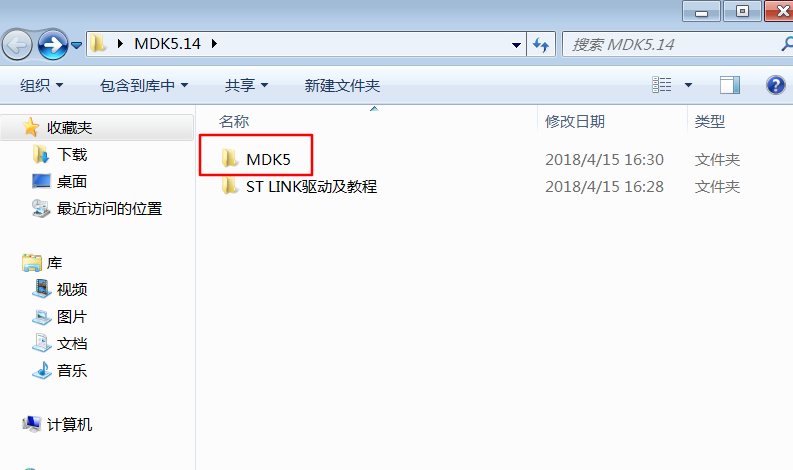 MDK5.14
搜索 MDK5.14
组织 包含到库中 共享 新建文件夹
名称 修改日期 类型
收藏夹
MDK5 2018/4/15 16:30 文件夹
下载
ST LINK驱动及教程 2018/4/15 16:28 文件夹
桌面
最近访问的位置
库
视频
图片
文档
音乐
计算机